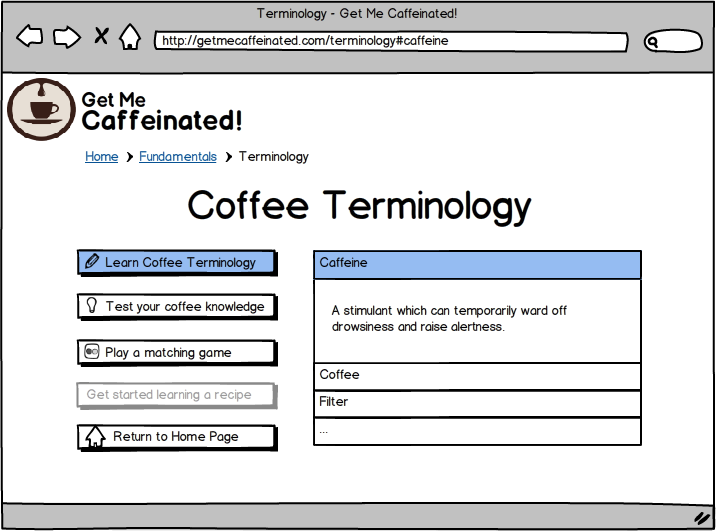 Terminology - Get Me Caffeinated!
http://getmecaffeinated.com/terminology#caffeine
Get Me
Caffeinated!
Home > Fundamentals > Terminology
Coffee Terminology
Learn Coffee Terminology
Test your coffee knowledge
Play a matching game
Get started learning a recipe
Return to Home Page
Caffeine
A stimulant which can temporarily ward off
drowsiness and raise alertness.
Coffee
Filter
...